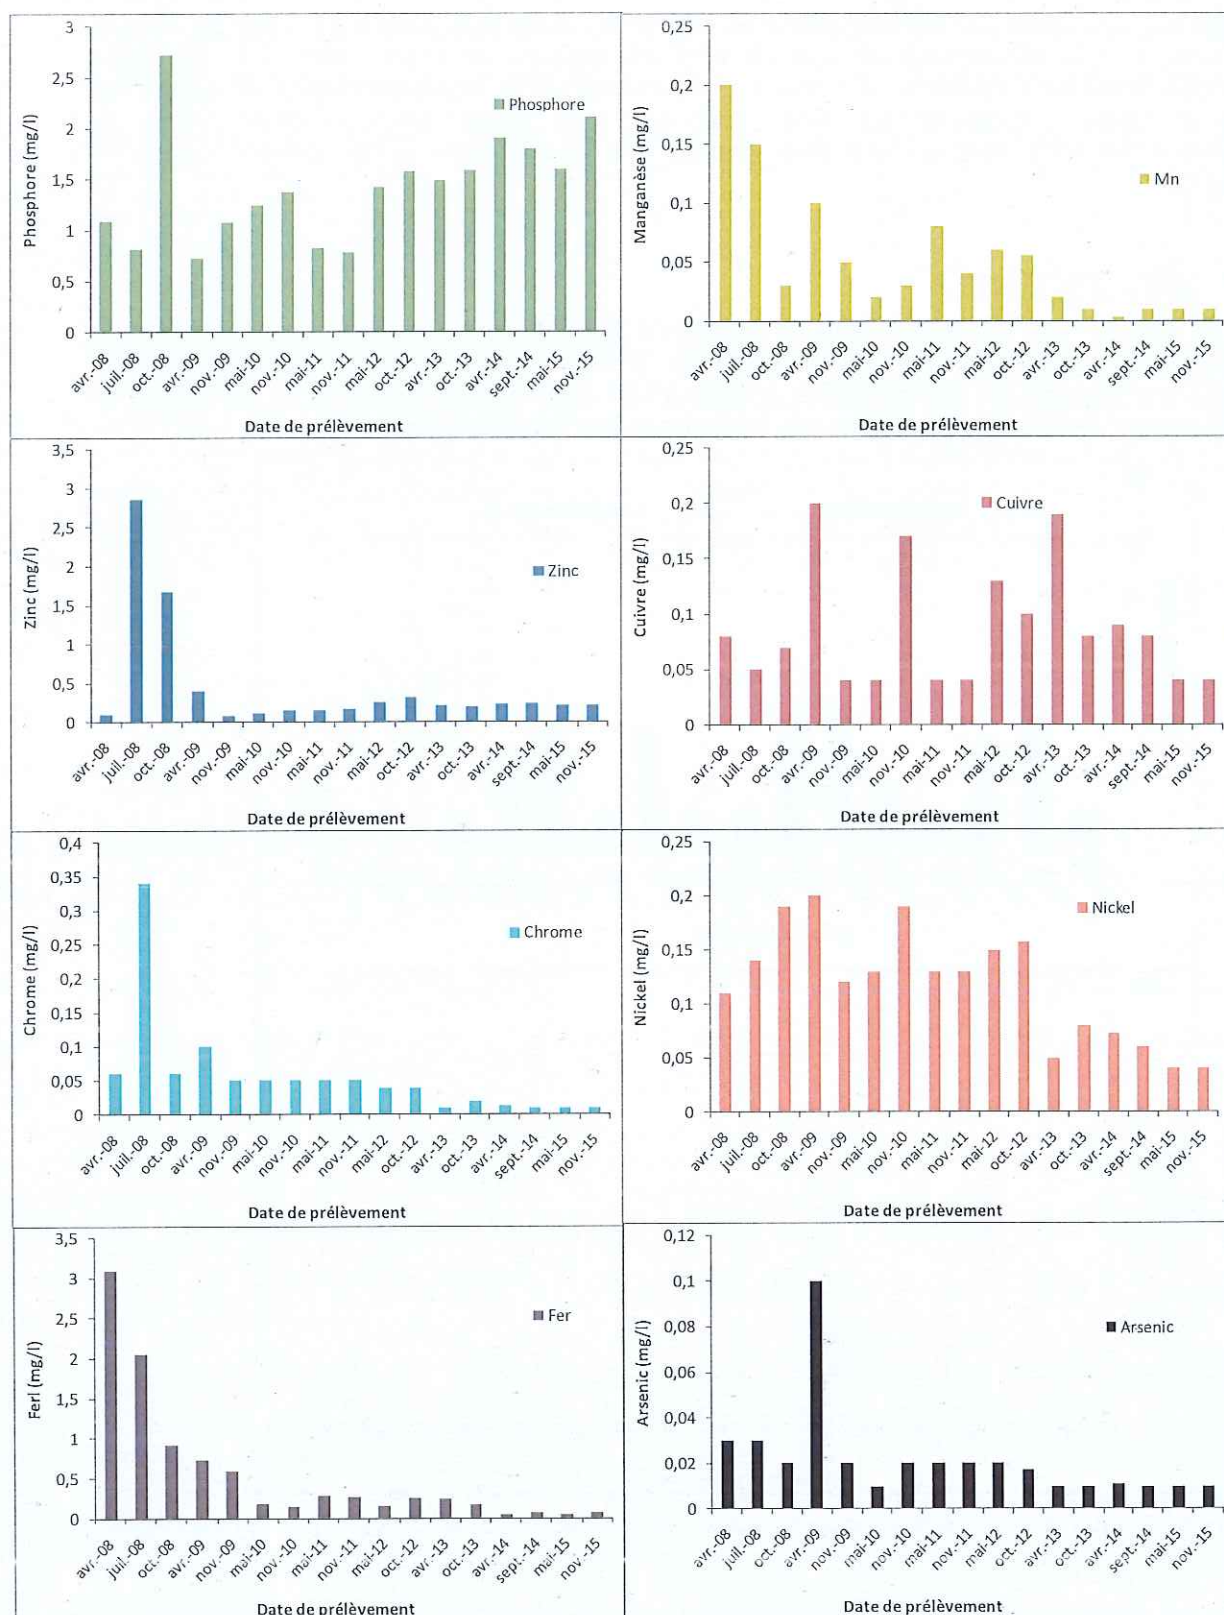 Phosphore (mg/l)
3
2,5
2
1,5
1
0,5
0
Phosphore
avr.-08
juil.-08
oct.-08
avr.-09
nov.-09
mai-10
nov.-10
mai-11
nov.-11
mai-12
oct.-12
avr.-13
oct.-13
avr.-14
sept.-14
mai-15
nov.-15
Date de prélèvement
Manganèse (mg/l)
0,25
0,2
0,15
0,1
0,05
0
Mn
avr.-08
juil.-08
oct.-08
avr.-09
nov.-09
mai-10
nov.-10
mai-11
nov.-11
mai-12
oct.-12
avr.-13
oct.-13
avr.-14
sept.-14
mai-15
nov.-15
Date de prélèvement
Zinc (mg/l)
3,5
3
2,5
2
1,5
1
0,5
0
Zinc
avr.-08
juil.-08
oct.-08
avr.-09
nov.-09
mai-10
nov.-10
mai-11
nov.-11
mai-12
oct.-12
avr.-13
oct.-13
avr.-14
sept.-14
mai-15
nov.-15
Date de prélèvement
Cuivre (mg/l)
0,25
0,2
0,15
0,1
0,05
0
Cuivre
avr.-08
juil.-08
oct.-08
avr.-09
nov.-09
mai-10
nov.-10
mai-11
nov.-11
mai-12
oct.-12
avr.-13
oct.-13
avr.-14
sept.-14
mai-15
nov.-15
Date de prélèvement
Chrome (mg/l)
0,4
0,35
0,3
0,25
0,2
0,15
0,1
0,05
0
Chrome
avr.-08
juil.-08
oct.-08
avr.-09
nov.-09
mai-10
nov.-10
mai-11
nov.-11
mai-12
oct.-12
avr.-13
oct.-13
avr.-14
sept.-14
mai-15
nov.-15
Date de prélèvement
Nickel (mg/l)
0,25
0,2
0,15
0,1
0,05
0
Nickel
avr.-08
juil.-08
oct.-08
avr.-09
nov.-09
mai-10
nov.-10
mai-11
nov.-11
mai-12
oct.-12
avr.-13
oct.-13
avr.-14
sept.-14
mai-15
nov.-15
Date de prélèvement
Ferl (mg/l)
3,5
3
2,5
2
1,5
1
0,5
0
Fer
avr.-08
juil.-08
oct.-08
avr.-09
nov.-09
mai-10
nov.-10
mai-11
nov.-11
mai-12
oct.-12
avr.-13
oct.-13
avr.-14
sept.-14
mai-15
nov.-15
Date de prélèvement
Arsenic (mg/l)
0,12
0,1
0,08
0,06
0,04
0,02
0
Arsenic
avr.-08
juil.-08
oct.-08
avr.-09
nov.-09
mai-10
nov.-10
mai-11
nov.-11
mai-12
oct.-12
avr.-13
oct.-13
avr.-14
sept.-14
mai-15
nov.-15
Date de prélèvement